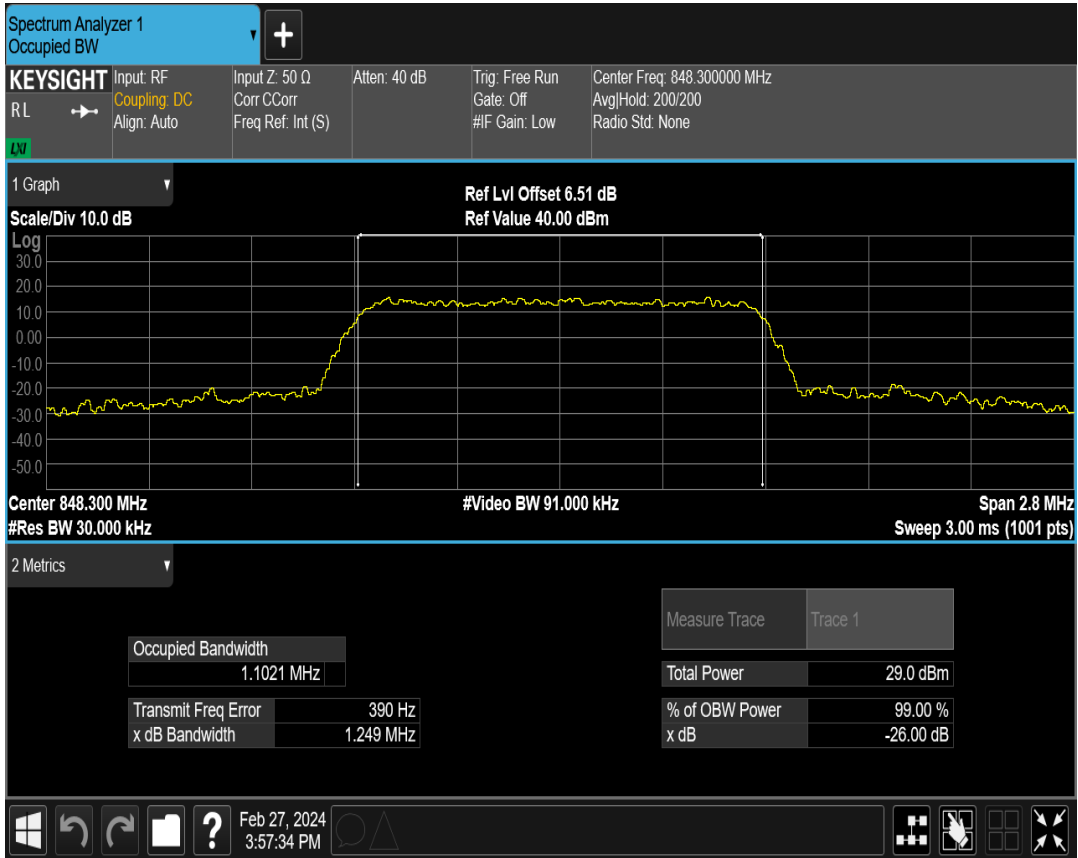 Spectrum Analyzer 1
Occupied BW
KEYSIGHT
R L
LXI
Input: RF
Coupling: DC
Align: Auto
Input Z: 50 Ω
Corr CCorr
Freq Ref: Int (S)
Atten: 40 dB
Trig: Free Run
Gate: Off
#IF Gain: Low
Center Freq: 848.300000 MHz
Avg|Hold: 200/200
Radio Std: None
1 Graph
Scale/Div 10.0 dB
Ref Lvl Offset 6.51 dB
Ref Value 40.00 dBm
Log
30.0
20.0
10.0
0.00
-10.0
-20.0
-30.0
-40.0
-50.0
Center 848.300 MHz
#Video BW 91.000 kHz
Span 2.8 MHz
#Res BW 30.000 kHz
Sweep 3.00 ms (1001 pts)
2 Metrics
Occupied Bandwidth
1.1021 MHz
Transmit Freq Error 390 Hz
x dB Bandwidth 1.249 MHz
Measure Trace Trace 1
Total Power 29.0 dBm
% of OBW Power 99.00 %
x dB -26.00 dB
?
Feb 27, 2024
3:57:34 PM